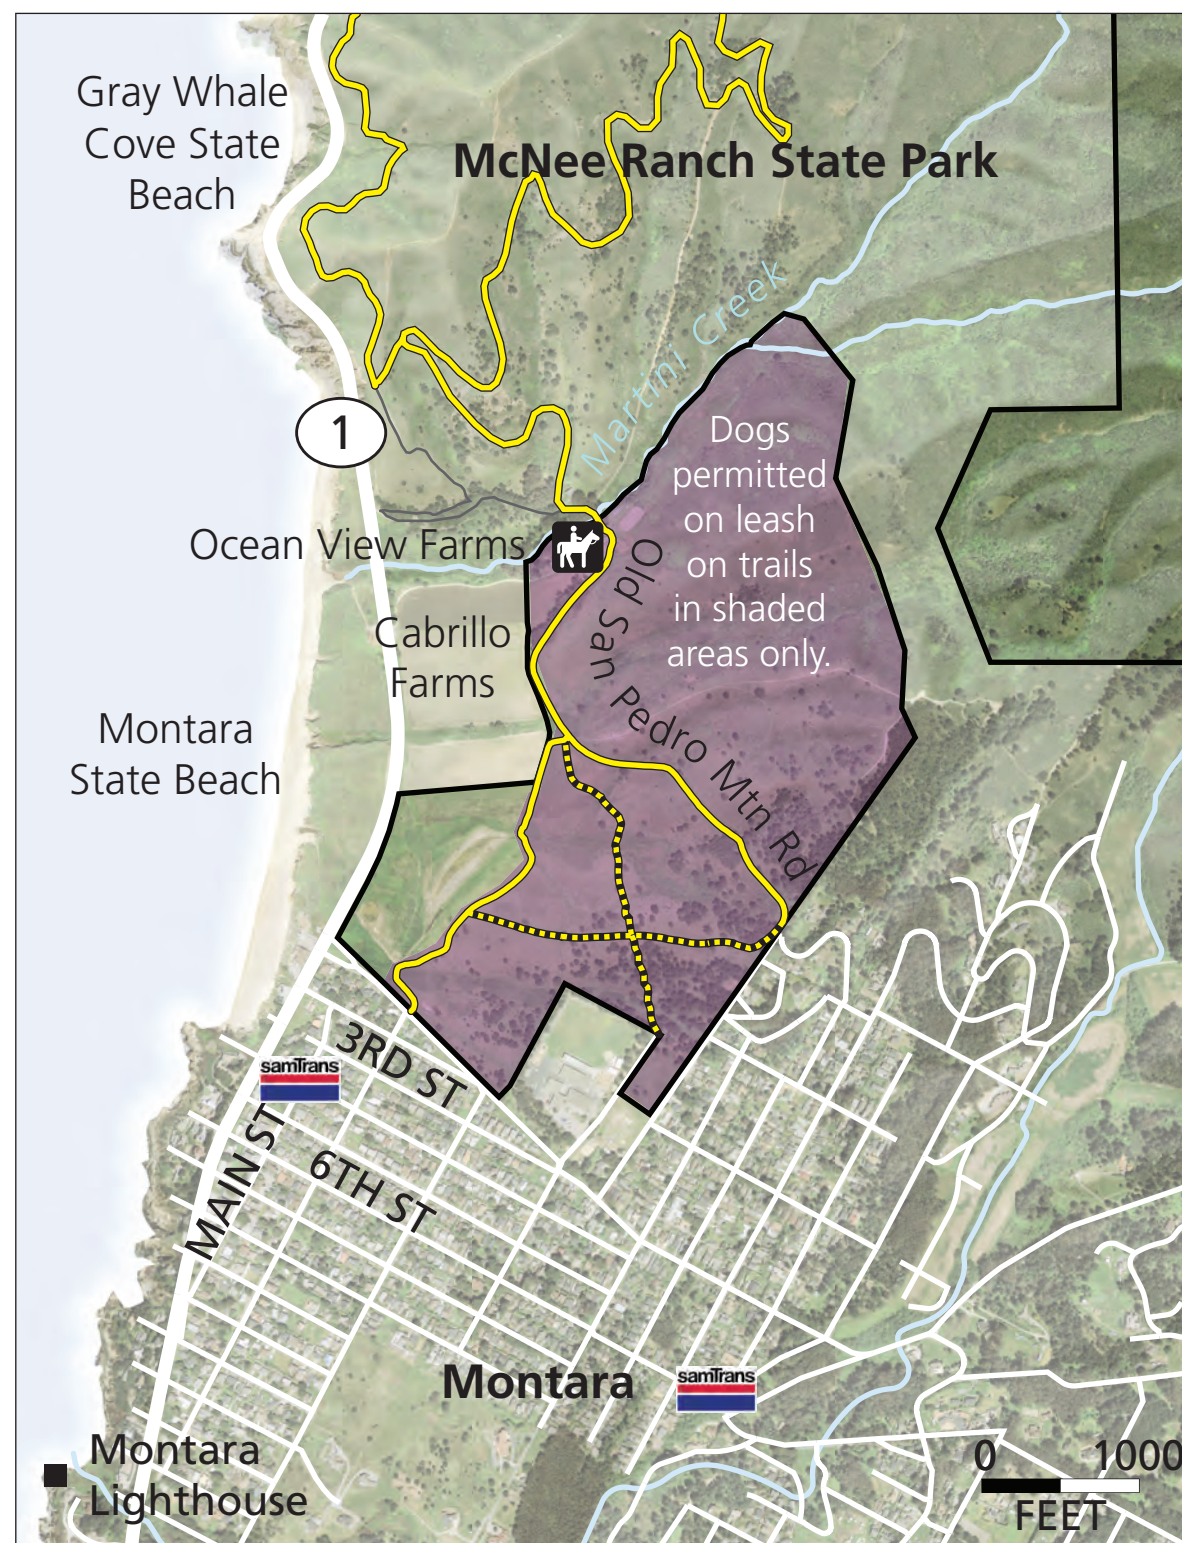 Gray Whale
Cove State
Beach
McNee Ranch State Park
Martini Creek
1
Dogs
permitted
on leash
on trails
in shaded
areas only.
Ocean View Farms
Old San Pedro Mtn Rd
Cabrillo
Farms
Montara
State Beach
3RD ST
samTrans
MAIN ST
6TH ST
Montara
samTrans
Montara
Lighthouse
0 1000
FEET